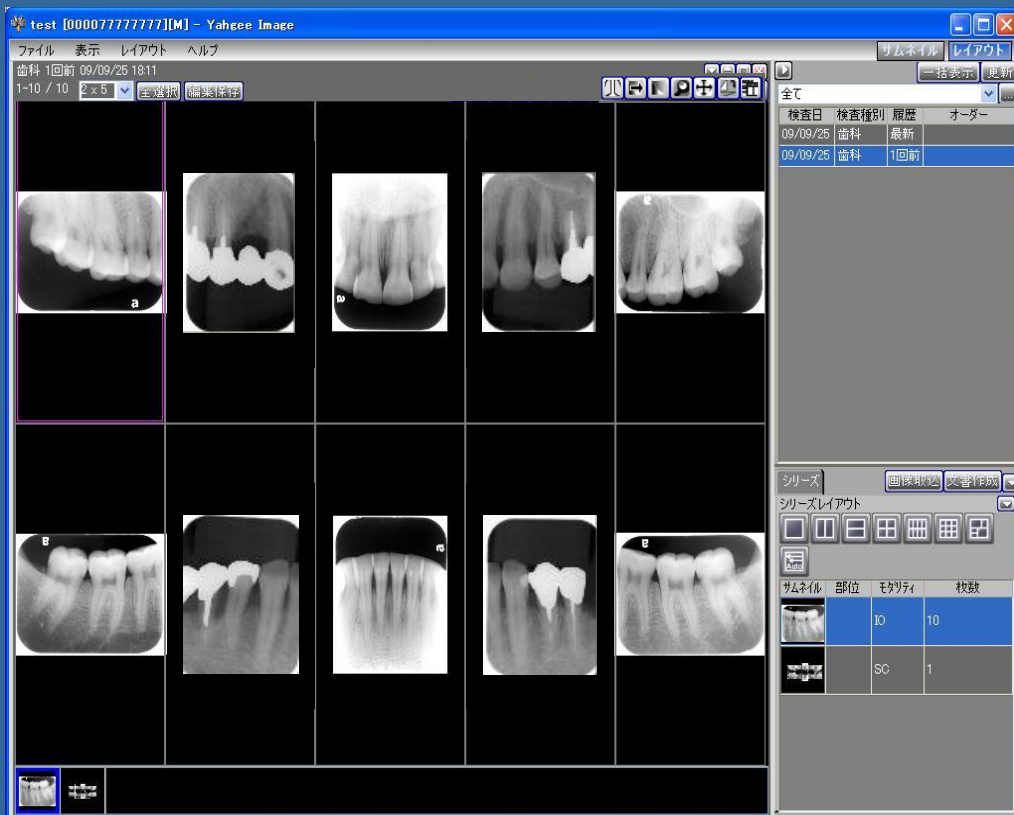 test [000077777777][M] - Yahgee Image
ファイル 表示 レイアウト ヘルプ
サムネイル レイアウト
歯科 1回前 09/09/25 18:11
1-10 / 10 2 x 5 全選択 編集保存
一括表示 更新
全て ...
検査日 検査種別 履歴 オーダー
09/09/25 歯科 最新
09/09/25 歯科 1回前
a
a
a
a
a
a
シリーズ 画像取込 文書作成
シリーズレイアウト
Auto
サムネイル 部位 モダリティ 枚数
IO 10
SC 1